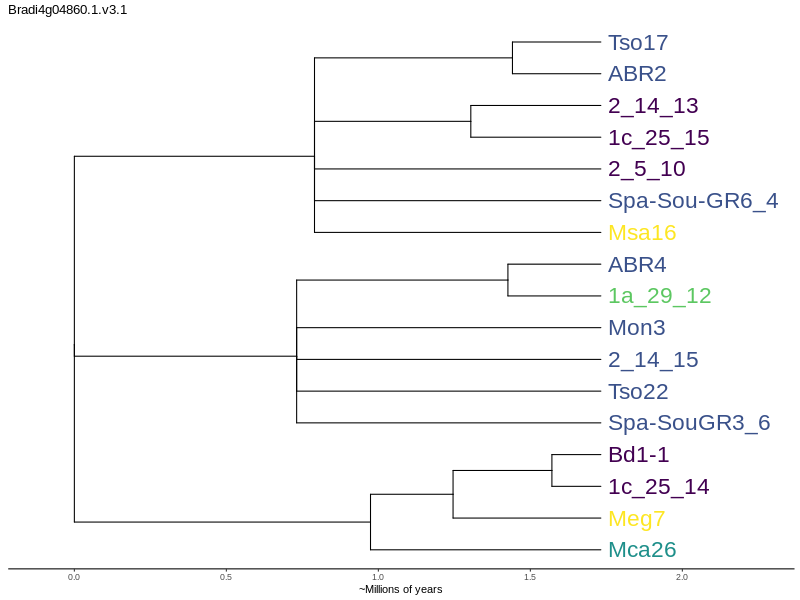 Bradi4g04860.1.v3.1
Tso17
ABR2
2_14_13
1c_25_15
2_5_10
Spa-Sou-GR6_4
Msa16
ABR4
1a_29_12
Mon3
2_14_15
Tso22
Spa-SouGR3_6
Bd1-1
1c_25_14
Meg7
Mca26
0.0 0.5 1.0 1.5 2.0
~Millions of years